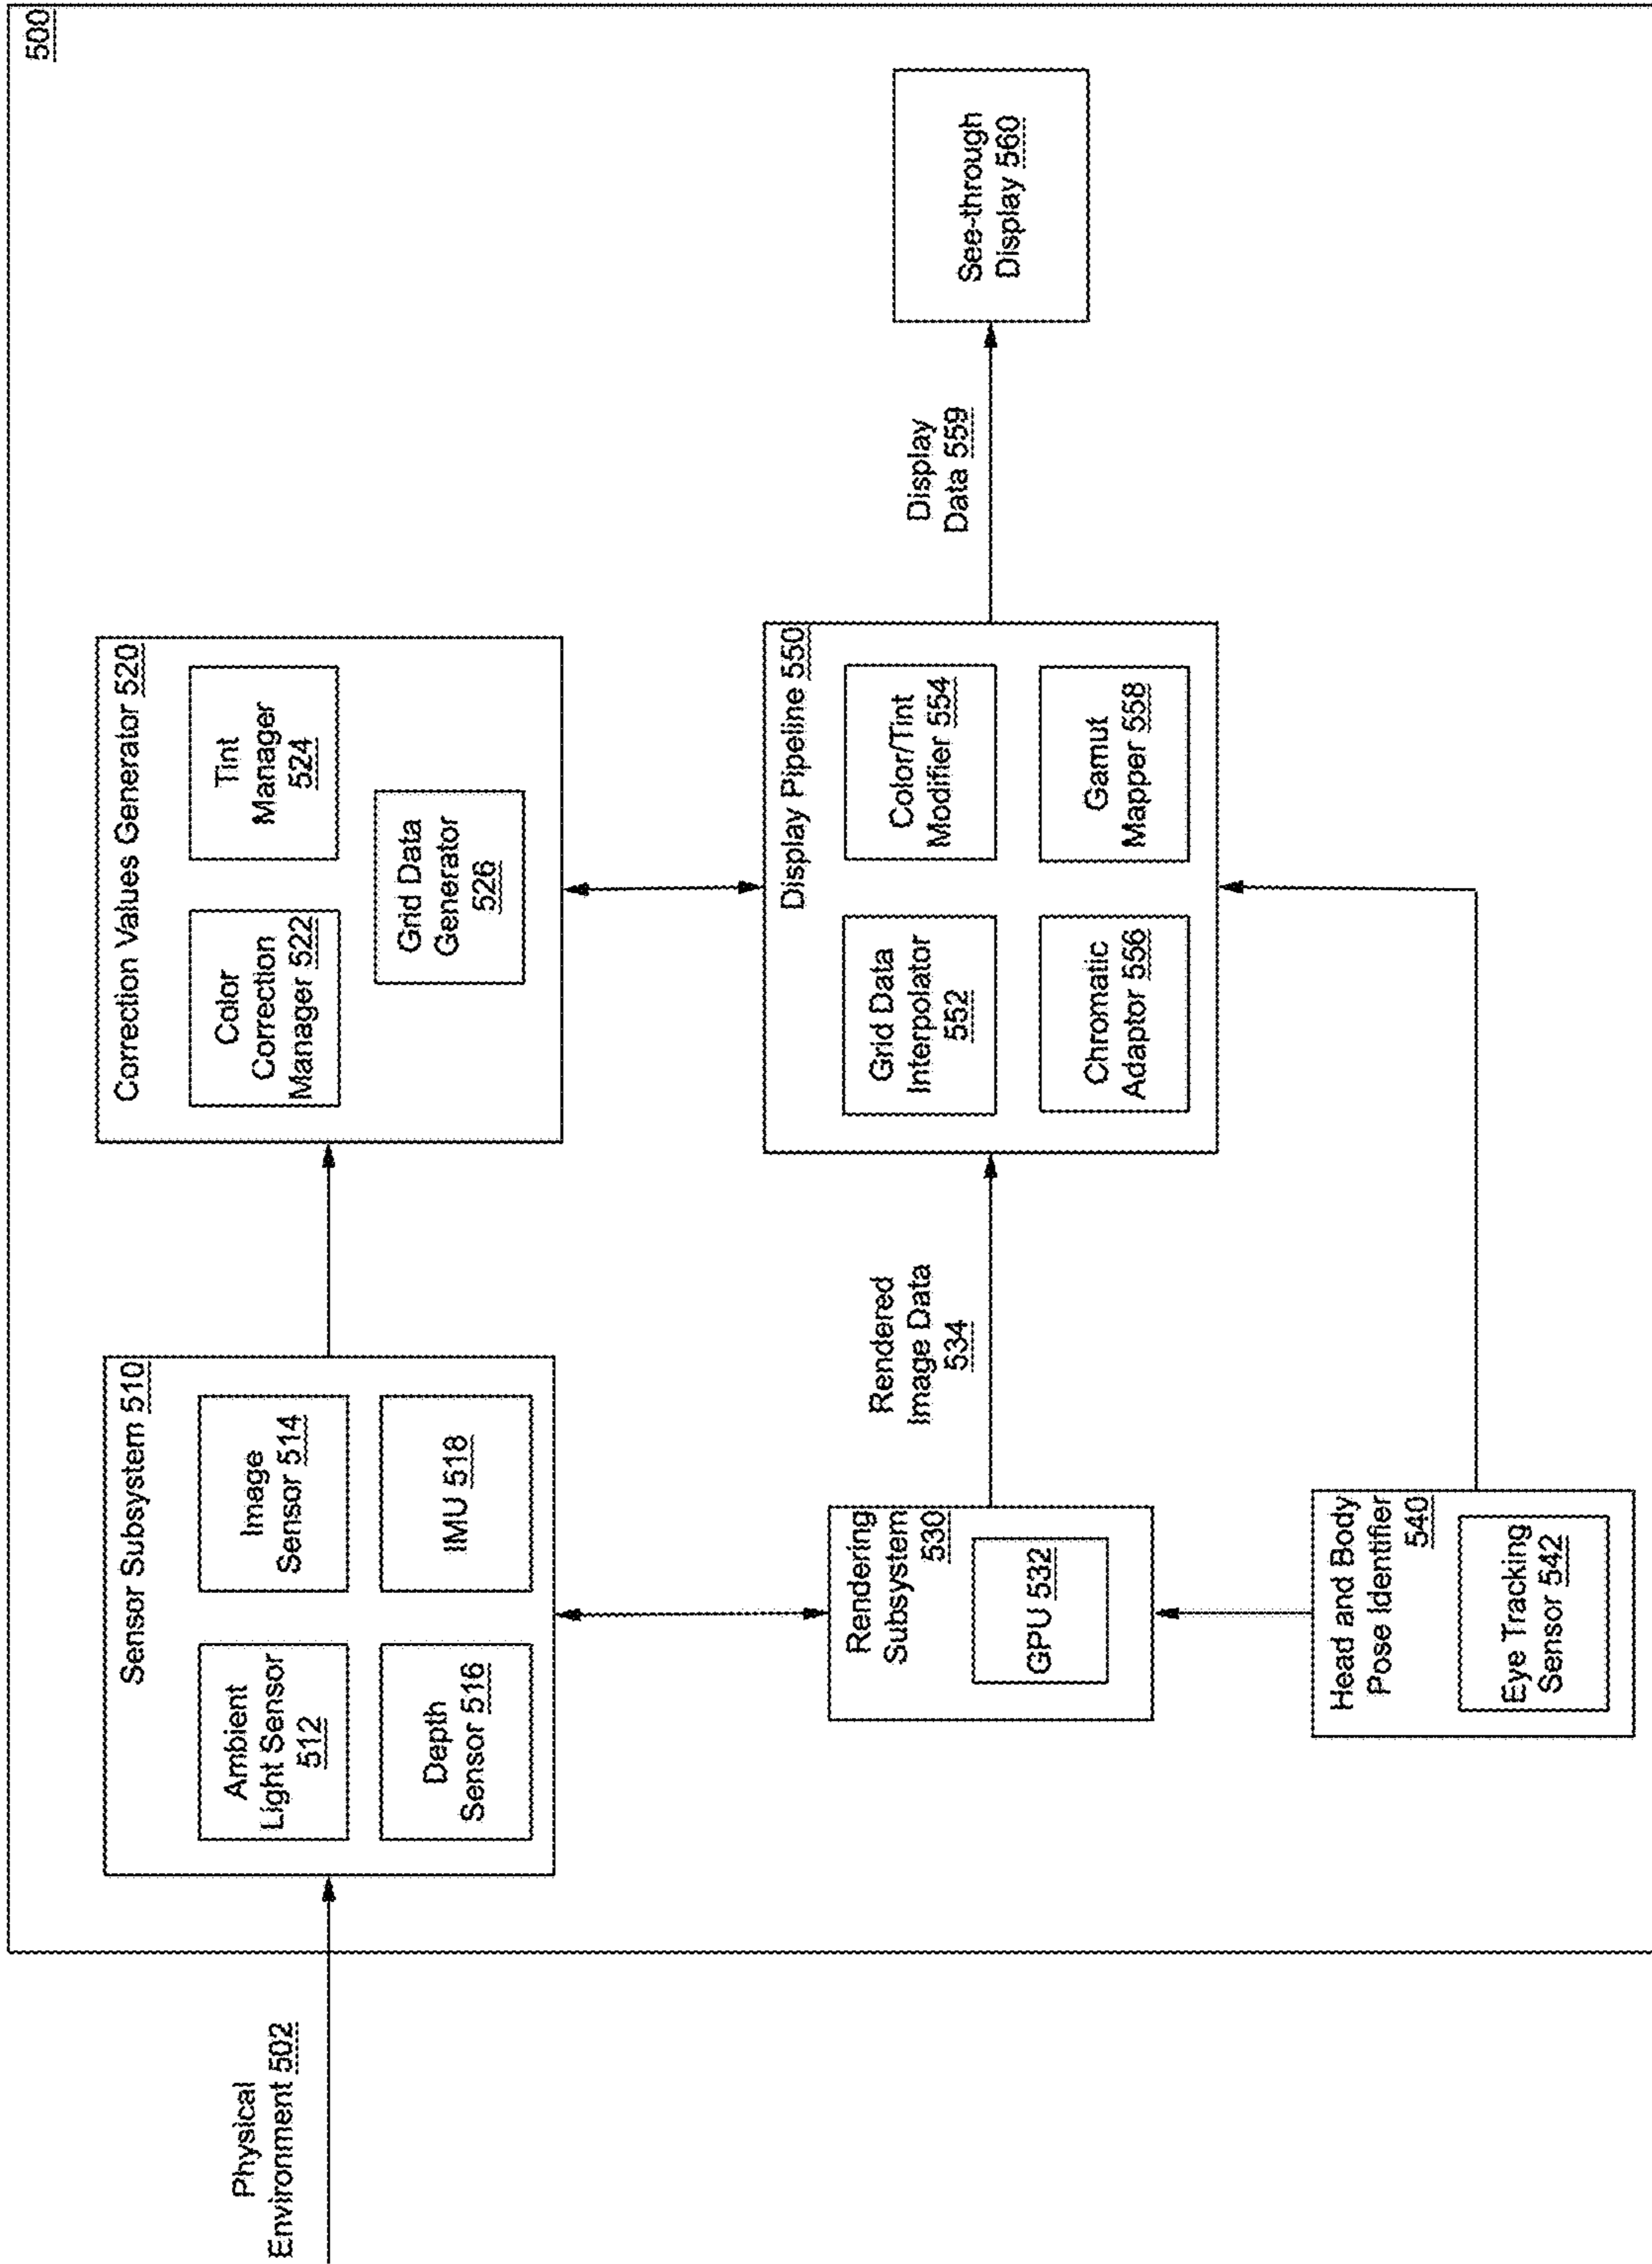 500
Physical
Environment 502
Sensor Subsystem 510
Ambient
Light Sensor
512
Image
Sensor 514
Depth
Sensor 516
IMU 518
Correction Values Generator 520
Color
Correction
Manager 522
Tint
Manager
524
Grid Data
Generator
526
Rendering
Subsystem
530
GPU 532
Rendered
Image Data
534
Display Pipeline 550
Grid Data
Interpolator
552
Color/Tint
Modifier 554
Chromatic
Adaptor 556
Gamut
Mapper 558
Display
Data 559
See-through
Display 560
Head and Body
Pose Identifier
540
Eye Tracking
Sensor 542